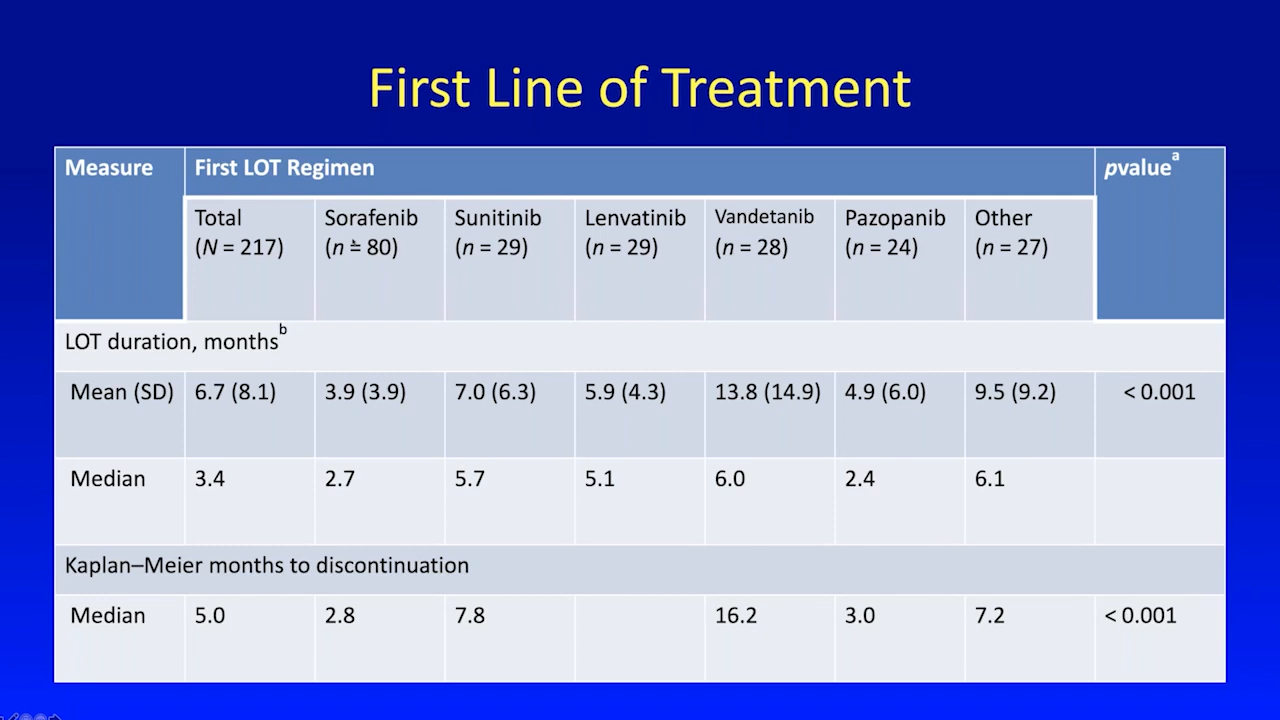 First Line of Treatment
Measure First LOT Regimen pvalueᵃ
Total Sorafenib Sunitinib Lenvatinib Vandetanib Pazopanib Other
(N = 217) (n = 80) (n = 29) (n = 29) (n = 28) (n = 24) (n = 27)
LOT duration, monthsᵇ
Mean (SD) 6.7 (8.1) 3.9 (3.9) 7.0 (6.3) 5.9 (4.3) 13.8 (14.9) 4.9 (6.0) 9.5 (9.2) < 0.001
Median 3.4 2.7 5.7 5.1 6.0 2.4 6.1
Kaplan–Meier months to discontinuation
Median 5.0 2.8 7.8 16.2 3.0 7.2 < 0.001